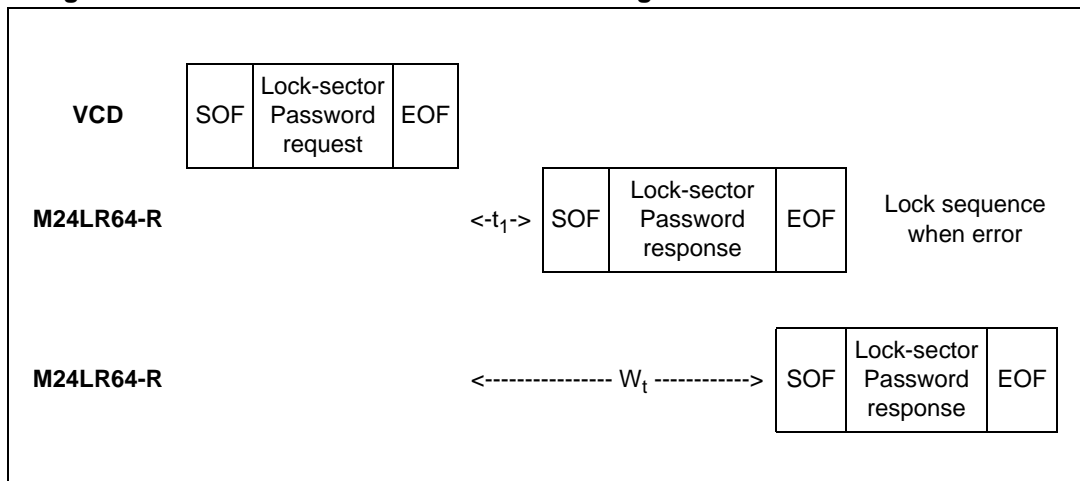 VCD
SOF
Lock-sector
Password
request
EOF
M24LR64-R
<-t1->
SOF
Lock-sector
Password
response
EOF
Lock sequence
when error
M24LR64-R
<---------------- Wt ------------>
SOF
Lock-sector
Password
response
EOF